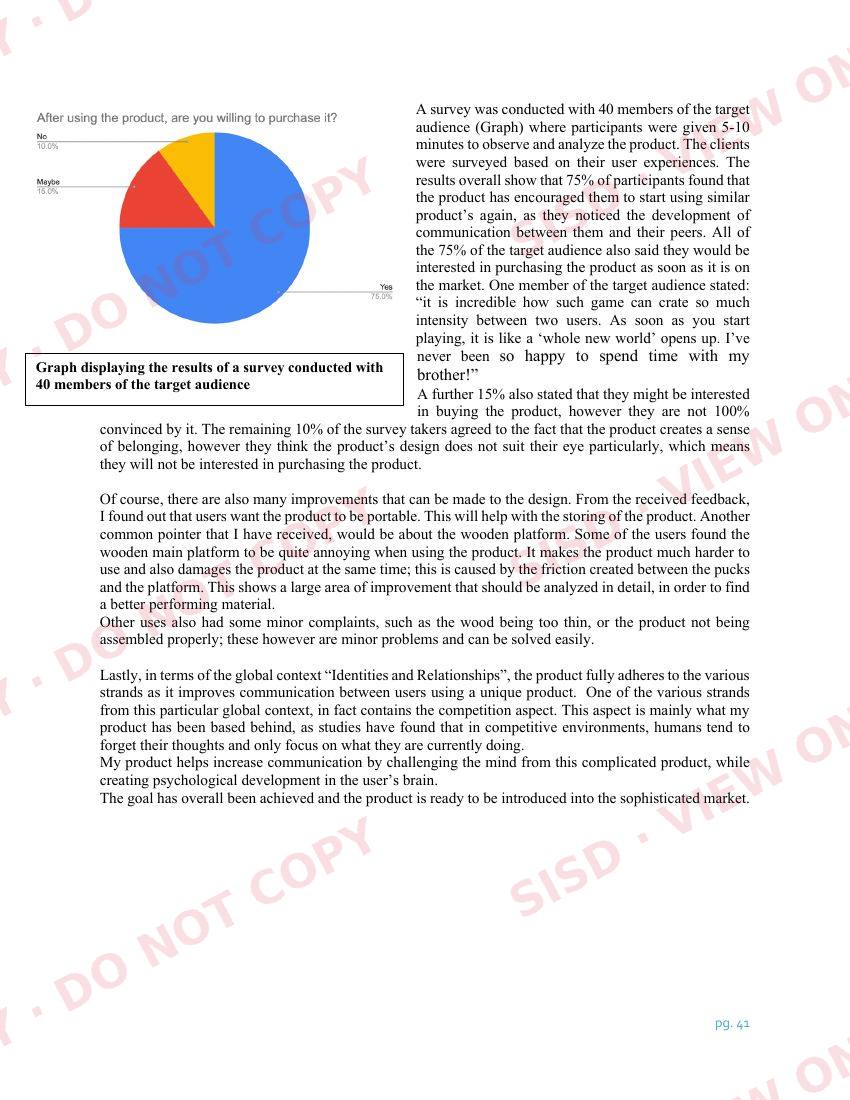 After using the product, are you willing to purchase it?
No
10.0%
Maybe
15.0%
Yes
75.0%
Graph displaying the results of a survey conducted with
40 members of the target audience
A survey was conducted with 40 members of the target
audience (Graph) where participants were given 5-10
minutes to observe and analyze the product. The clients
were surveyed based on their user experiences. The
results overall show that 75% of participants found that
the product has encouraged them to start using similar
product's again, as they noticed the development of
communication between them and their peers. All of
the 75% of the target audience also said they would be
interested in purchasing the product as soon as it is on
the market. One member of the target audience stated:
“it is incredible how such game can crate so much
intensity between two users. As soon as you start
playing, it is like a ‘whole new world’ opens up. I’ve
never been so happy to spend time with my
brother!”
A further 15% also stated that they might be interested
in buying the product, however they are not 100%
convinced by it. The remaining 10% of the survey takers agreed to the fact that the product creates a sense
of belonging, however they think the product’s design does not suit their eye particularly, which means
they will not be interested in purchasing the product.
Of course, there are also many improvements that can be made to the design. From the received feedback,
I found out that users want the product to be portable. This will help with the storing of the product. Another
common pointer that I have received, would be about the wooden platform. Some of the users found the
wooden main platform to be quite annoying when using the product. It makes the product much harder to
use and also damages the product at the same time; this is caused by the friction created between the pucks
and the platform. This shows a large area of improvement that should be analyzed in detail, in order to find
a better performing material.
Other uses also had some minor complaints, such as the wood being too thin, or the product not being
assembled properly; these however are minor problems and can be solved easily.
Lastly, in terms of the global context “Identities and Relationships”, the product fully adheres to the various
strands as it improves communication between users using a unique product. One of the various strands
from this particular global context, in fact contains the competition aspect. This aspect is mainly what my
product has been based behind, as studies have found that in competitive environments, humans tend to
forget their thoughts and only focus on what they are currently doing.
My product helps increase communication by challenging the mind from this complicated product, while
creating psychological development in the user’s brain.
The goal has overall been achieved and the product is ready to be introduced into the sophisticated market.
pg. 41
Y · DO NOT COPY
SISD · VIEW ON
Y · DO NOT COPY
SISD · VIEW ON
Y · DO NOT COPY
SISD · VIEW ON
Y · DO NOT COPY